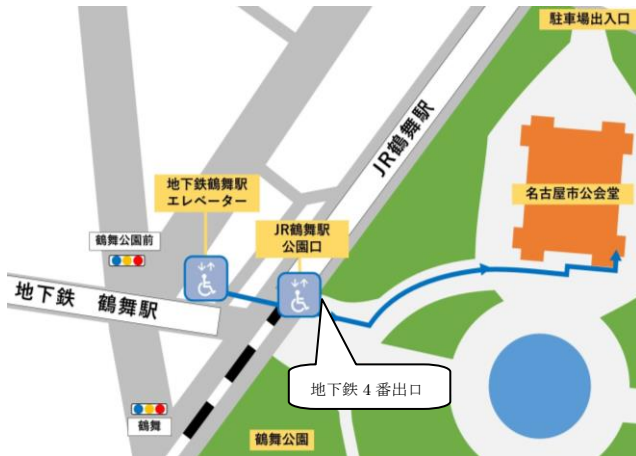 駐車場出入口
JR鶴舞駅
地下鉄鶴舞駅
エレベーター
名古屋市公会堂
JR鶴舞駅
公園口
鶴舞公園前
地下鉄 鶴舞駅
地下鉄4番出口
鶴舞
鶴舞公園